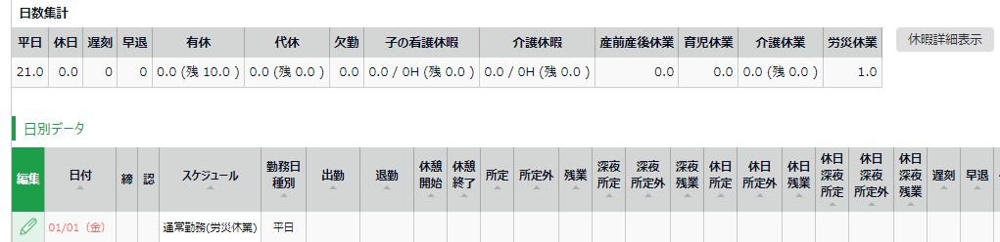 日数集計
平日 休日 遅刻 早退 有休 代休 欠勤 子の看護休暇 介護休暇 産前産後休業 育児休業 介護休業 労災休業 休暇詳細表示
21.0 0.0 0 0 0.0 (残 10.0 ) 0.0 (残 0.0 ) 0.0 0.0 / 0H (残 0.0 ) 0.0 / 0H (残 0.0 ) 0.0 0.0 0.0 (残 0.0 ) 1.0
日別データ
編集 日付 締 認 スケジュール 勤務日種別 出勤 退勤 休憩開始 休憩終了 所定 所定外 残業 深夜所定 深夜所定外 深夜残業 休日所定 休日所定外 休日残業 休日深夜所定 休日深夜所定外 休日深夜残業 遅刻 早退
01/01（金） 通常勤務(労災休業) 平日